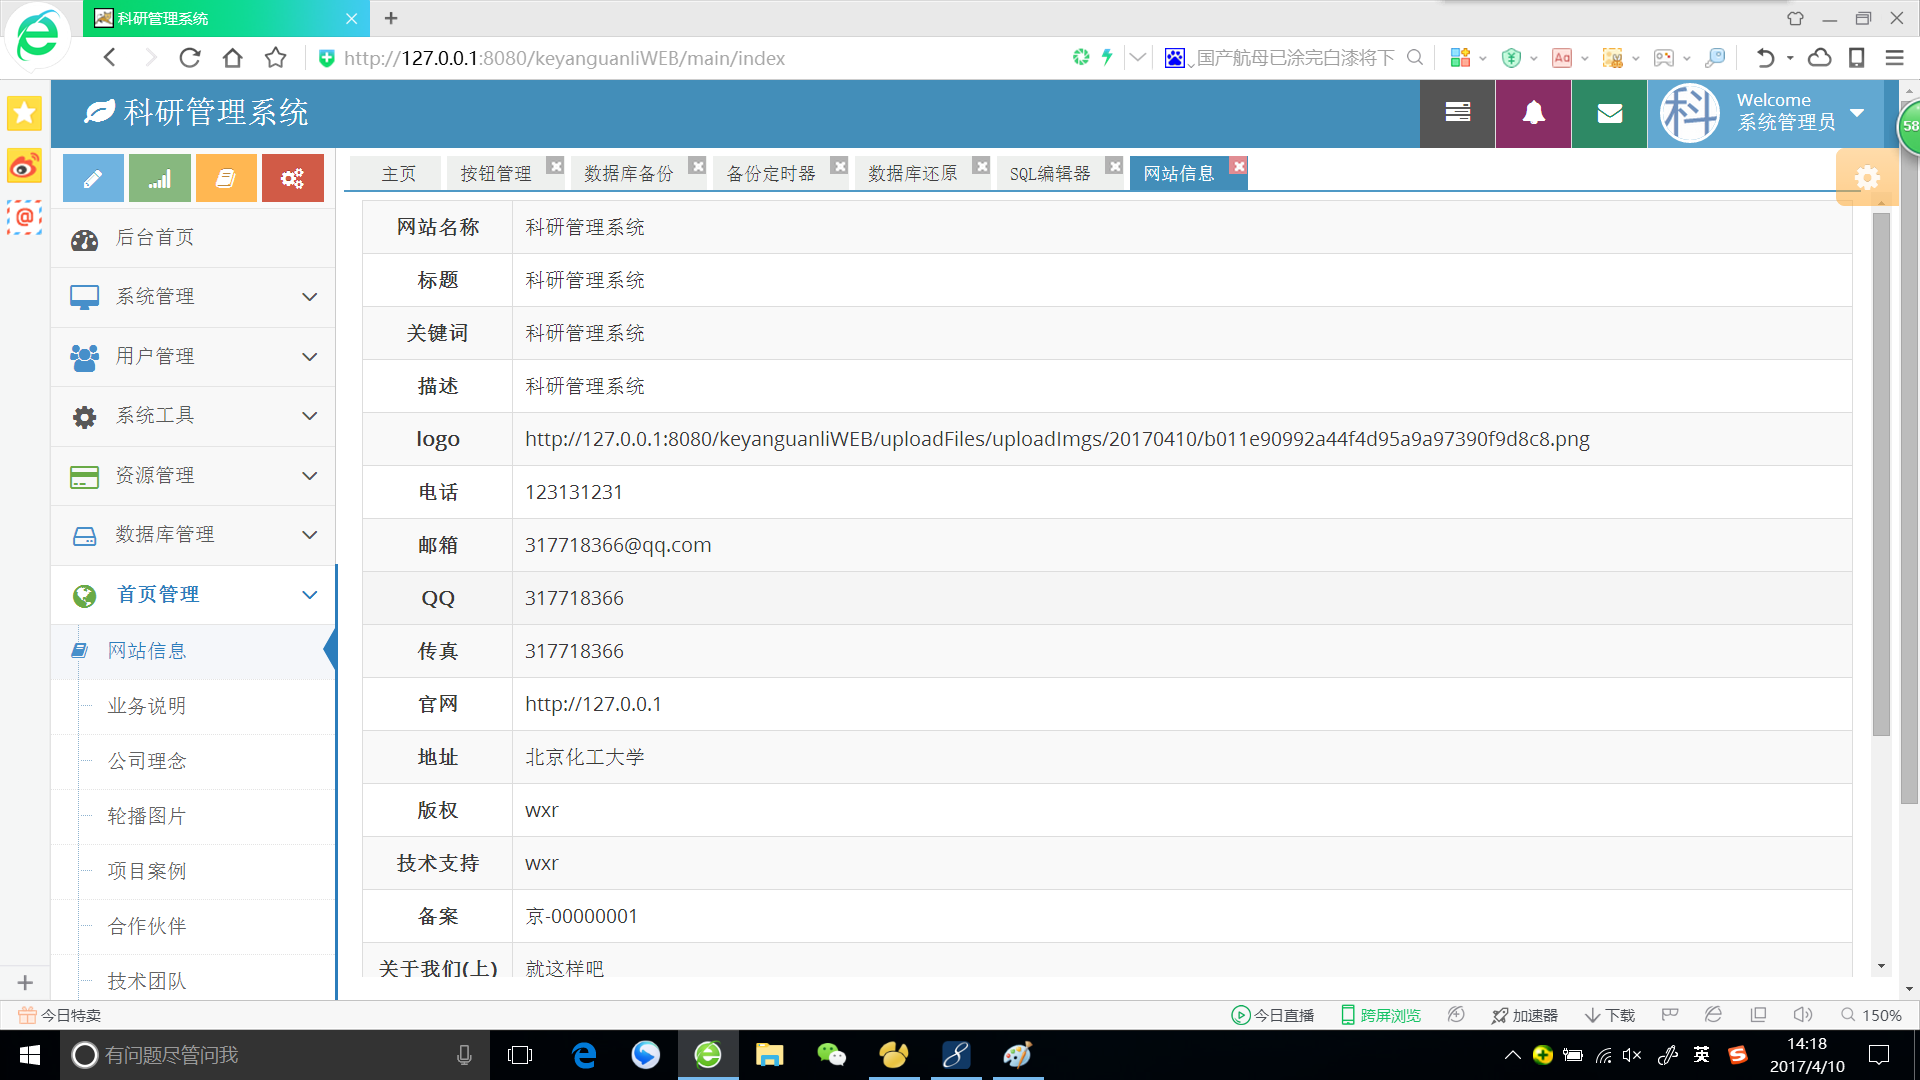 科研管理系统
http://127.0.0.1:8080/keyanguanliWEB/main/index
国产航母已涂完白漆将下
科研管理系统
科
Welcome
系统管理员
58
主页 按钮管理 数据库备份 备份定时器 数据库还原 SQL编辑器 网站信息
后台首页
系统管理
用户管理
系统工具
资源管理
数据库管理
首页管理
网站信息
业务说明
公司理念
轮播图片
项目案例
合作伙伴
技术团队
网站名称 科研管理系统
标题 科研管理系统
关键词 科研管理系统
描述 科研管理系统
logo http://127.0.0.1:8080/keyanguanliWEB/uploadFiles/uploadImgs/20170410/b011e90992a44f4d95a9a97390f9d8c8.png
电话 123131231
邮箱 317718366@qq.com
QQ 317718366
传真 317718366
官网 http://127.0.0.1
地址 北京化工大学
版权 wxr
技术支持 wxr
备案 京-00000001
关于我们(上) 就这样吧
今日特卖
今日直播 跨屏浏览 加速器 下载 150%
有问题尽管问我
英
14:18
2017/4/10